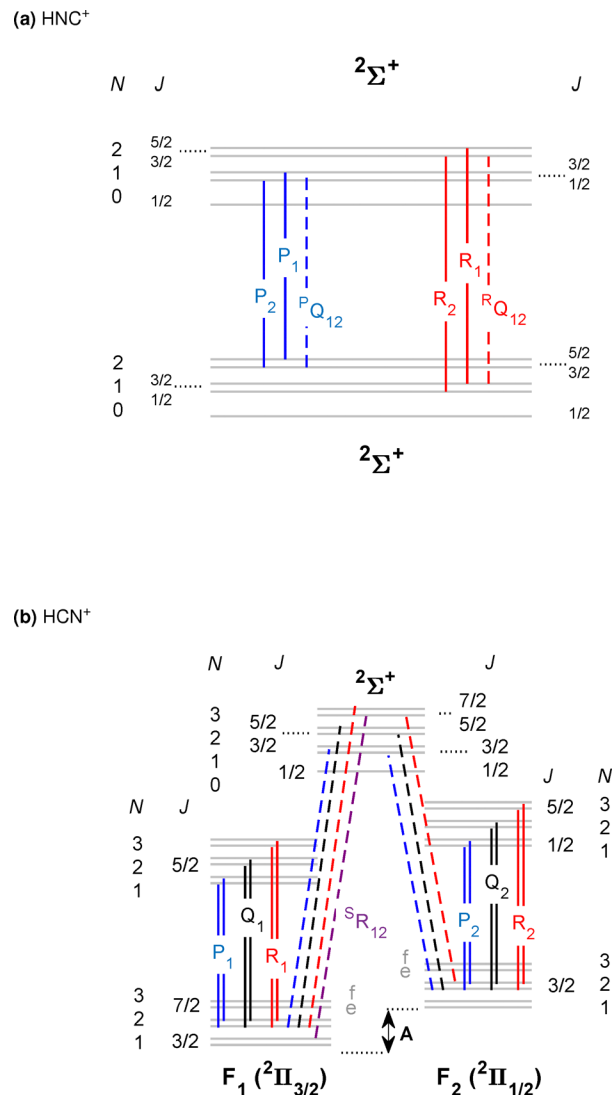 (a) HNC⁺
²Σ⁺
N J J
2 5/2 3/2
1 3/2 1/2
0 1/2
P₂ P₁ ᴾQ₁₂ R₂ R₁ ᴿQ₁₂
2 5/2 3/2
1 3/2 1/2
0 1/2 1/2
²Σ⁺
(b) HCN⁺
N J ²Σ⁺ J
7/2
3 5/2 5/2
2 3/2 3/2
1 1/2 1/2
0
N J J N
3 5/2 3
2 5/2 2
1 1/2 1
P₁ Q₁ R₁ ˢR₁₂ P₂ Q₂ R₂
f
e
3 7/2 f 3
2 e 3/2 2
1 3/2 A 1
F₁ (²Π₃/₂) F₂ (²Π₁/₂)